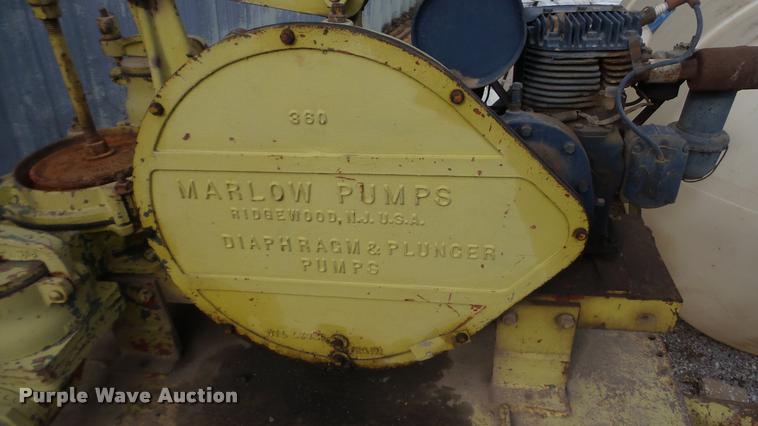 360
MARLOW PUMPS
RIDGEWOOD, N.J. U.S.A.
DIAPHRAGM & PLUNGER
PUMPS
Purple Wave Auction